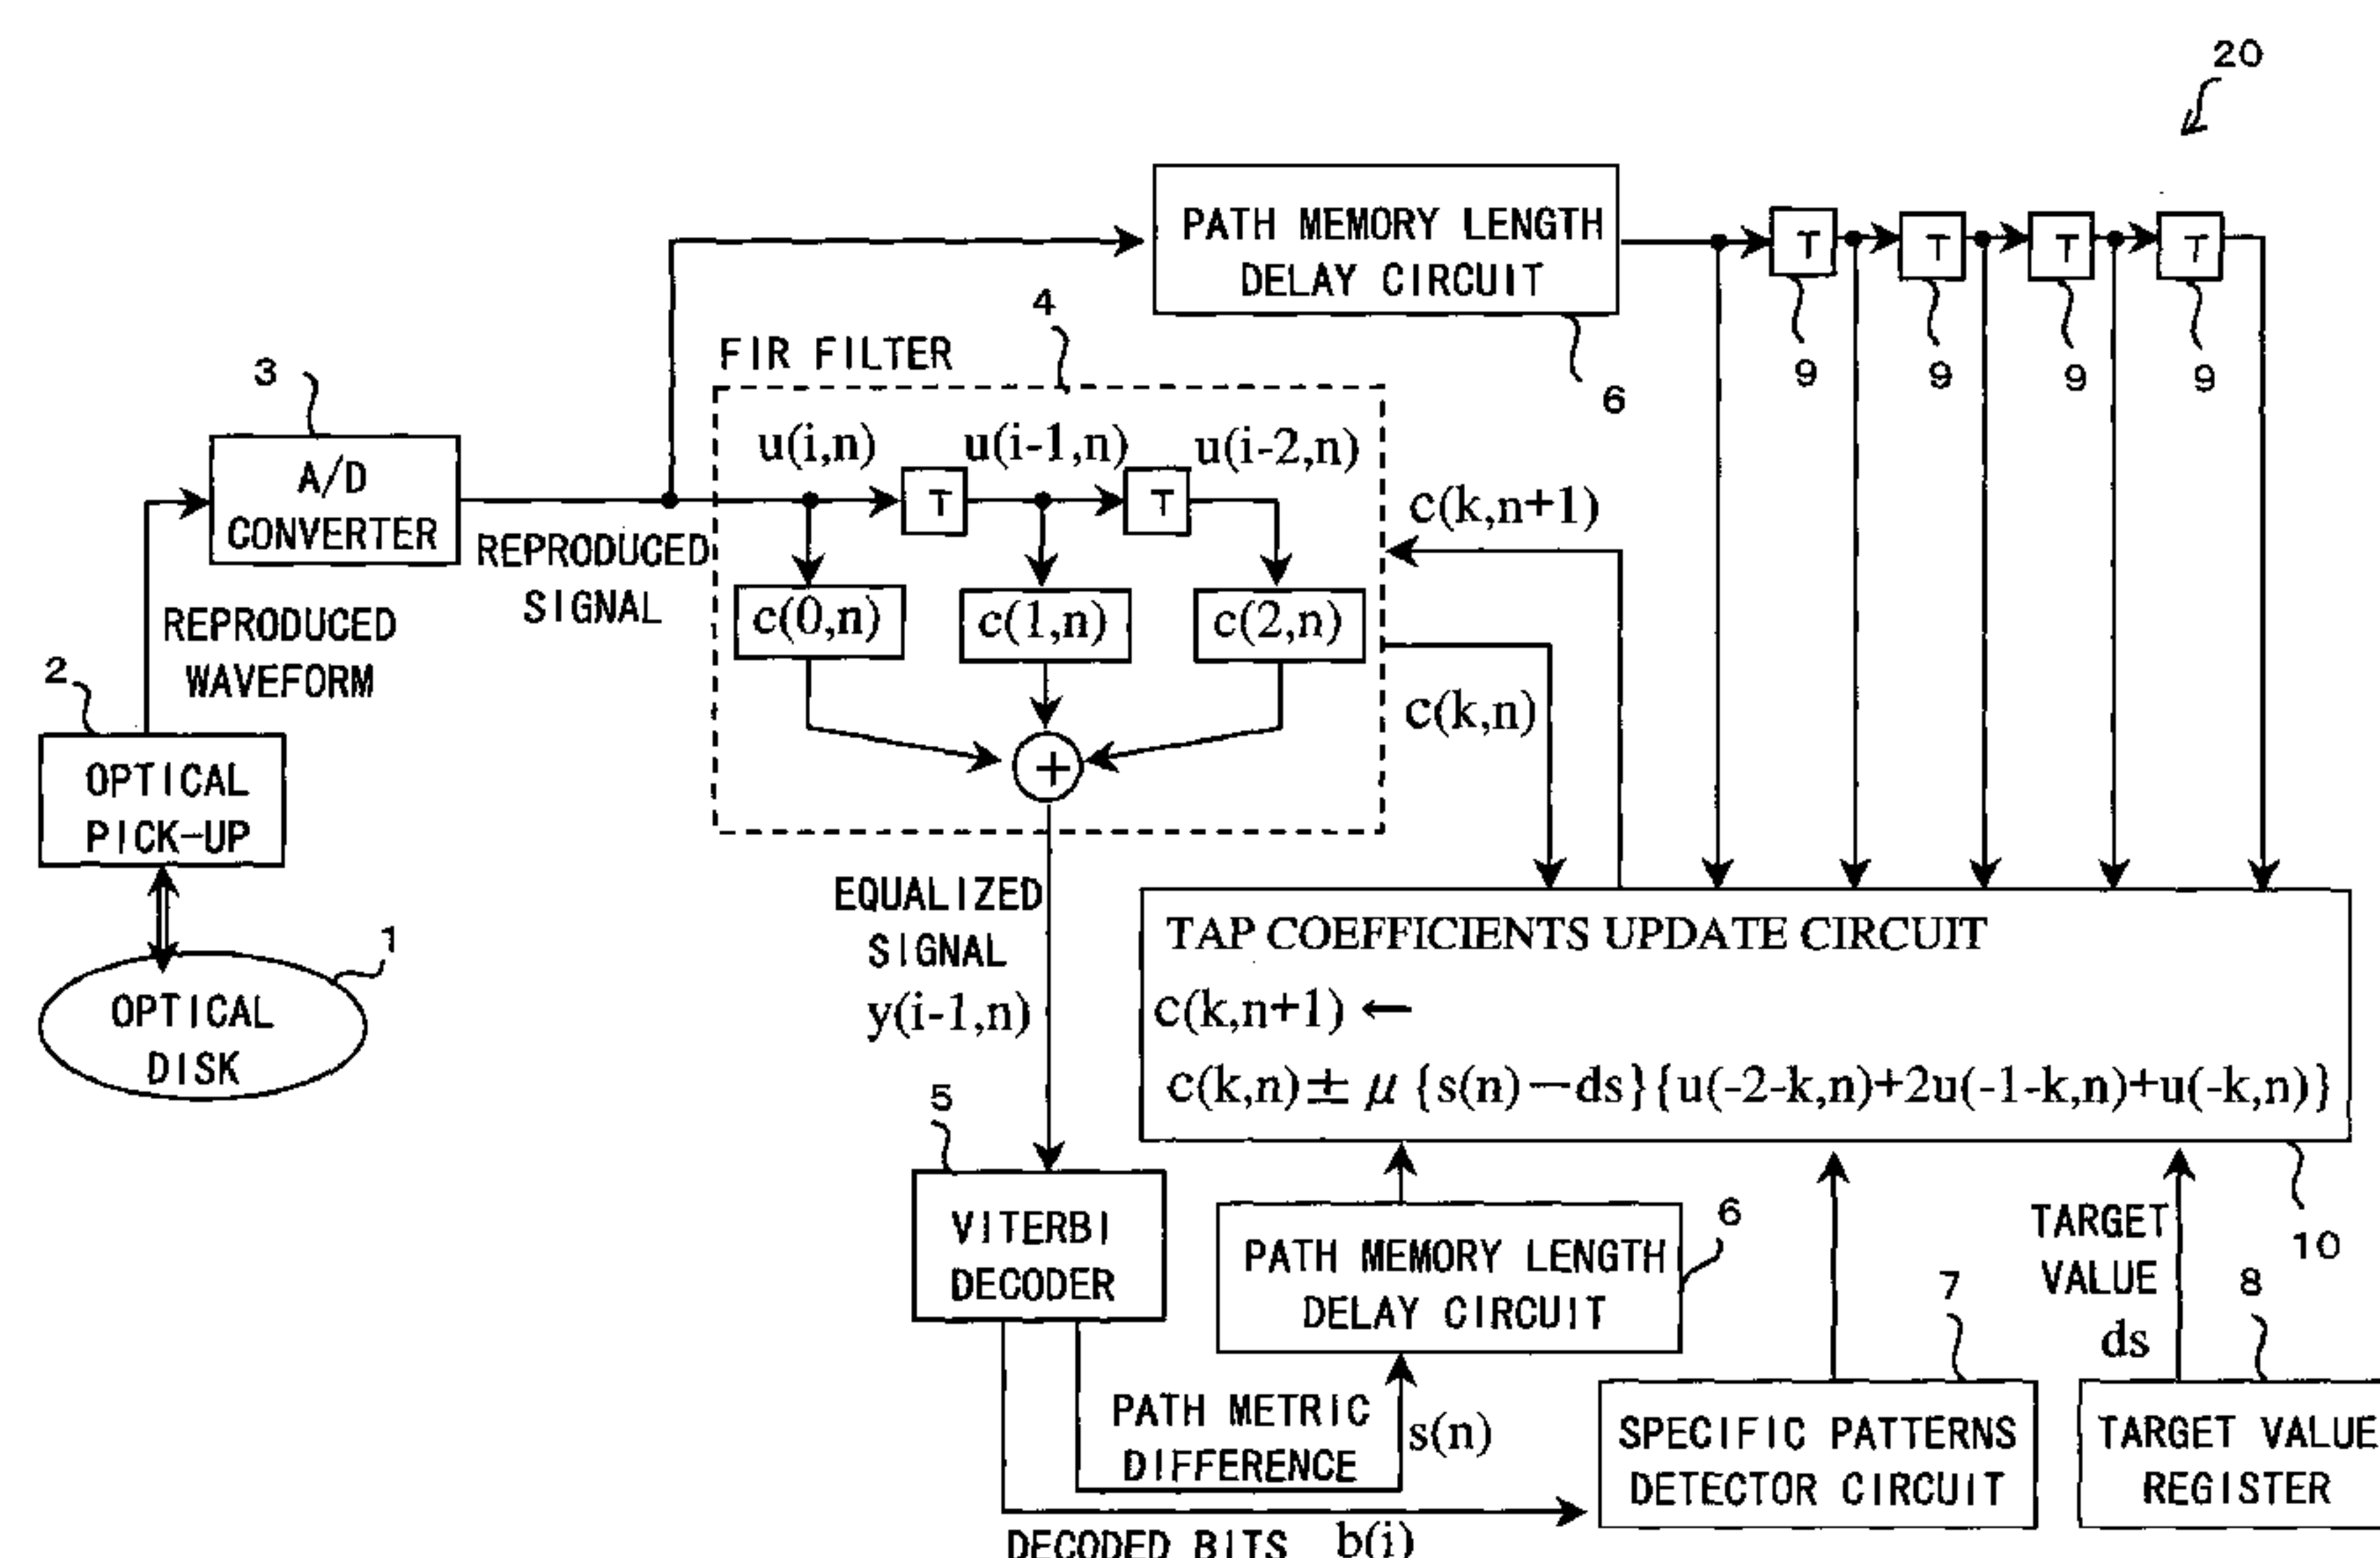 20
PATH MEMORY LENGTH
DELAY CIRCUIT
T
T
T
T
6
9
9
9
9
FIR FILTER
4
3
A/D
CONVERTER
REPRODUCED
SIGNAL
u(i,n)
u(i-1,n)
u(i-2,n)
T
T
c(0,n)
c(1,n)
c(2,n)
+
c(k,n+1)
c(k,n)
REPRODUCED
WAVEFORM
2
OPTICAL
PICK-UP
1
OPTICAL
DISK
EQUALIZED
SIGNAL
y(i-1,n)
TAP COEFFICIENTS UPDATE CIRCUIT
c(k,n+1) ←
c(k,n) ± μ {s(n)−ds}{u(-2-k,n)+2u(-1-k,n)+u(-k,n)}
10
5
VITERBI
DECODER
PATH MEMORY LENGTH
DELAY CIRCUIT
6
TARGET
VALUE
ds
7
8
PATH METRIC
DIFFERENCE
s(n)
SPECIFIC PATTERNS
DETECTOR CIRCUIT
TARGET VALUE
REGISTER
DECODED BITS b(i)